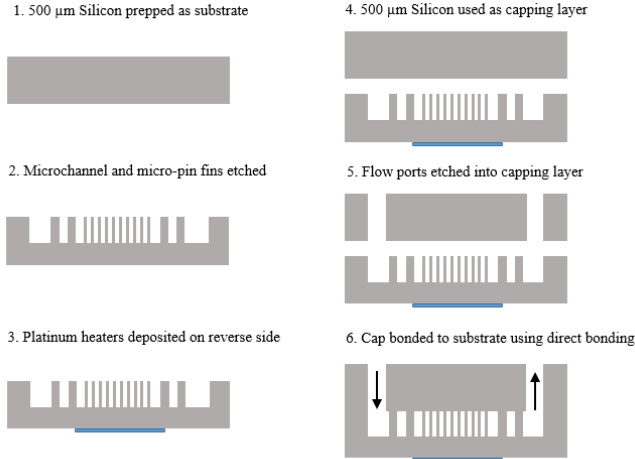 1. 500 μm Silicon prepped as substrate
2. Microchannel and micro-pin fins etched
3. Platinum heaters deposited on reverse side
4. 500 μm Silicon used as capping layer
5. Flow ports etched into capping layer
6. Cap bonded to substrate using direct bonding